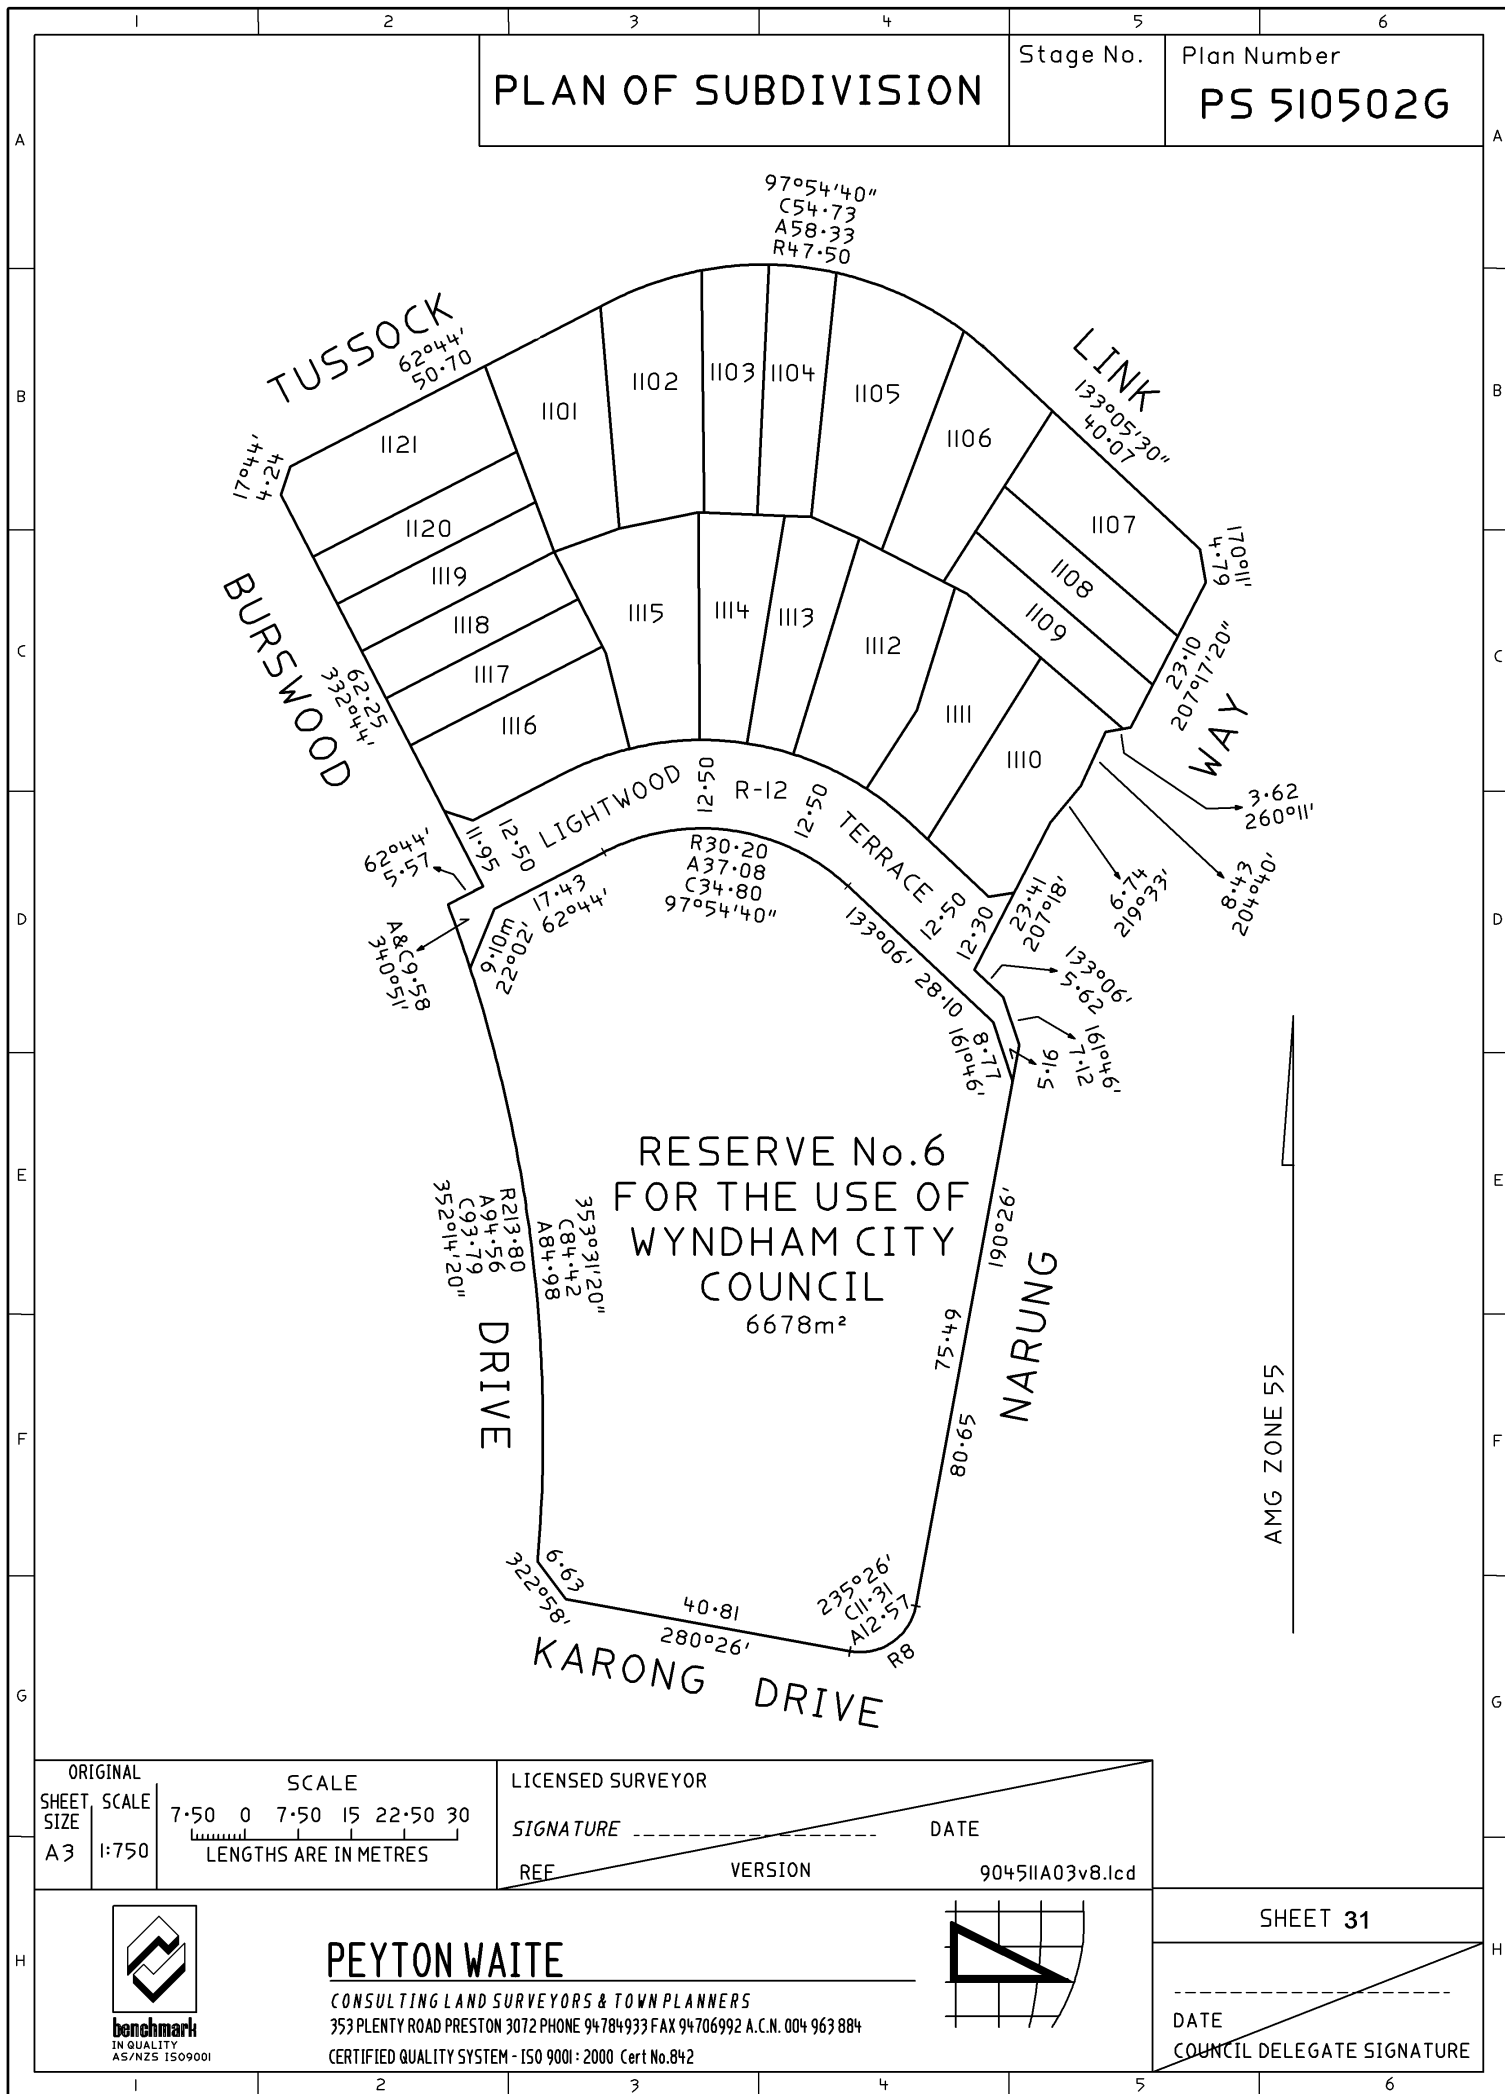 1 2 3 4 5 6
PLAN OF SUBDIVISION
Stage No.
Plan Number
PS 510502G
A A
B B
C C
D D
E E
F F
G G
H H
97°54'40"
C54·73
A58·33
R47·50
TUSSOCK
62°44'
50·70
LINK
133°05'30"
40·07
17°44'
4·24
1121
1101
1102
1103
1104
1105
1106
1107
170°11'
4·79
1120
1119
1118
1117
1116
1115
1114
1113
1112
1111
1110
1109
1108
BURSWOOD
62·25
332°44'
23·10
207°17'20"
WAY
3·62
260°11'
8·43
204°40'
6·74
219°33'
23·41
207°18'
LIGHTWOOD
12·50
R-12
12·50
TERRACE
12·50
11·95
12·50
12·30
62°44'
5·57
A&C9·58
340°51'
9·10m
22°02'
17·43
62°44'
R30·20
A37·08
C34·80
97°54'40"
133°06' 28·10
133°06'
5·62
161°46'
7·12
5·16
8·77
161°46'
RESERVE No.6
FOR THE USE OF
WYNDHAM CITY
COUNCIL
6678m²
R213·80
A94·56
C93·79
352°14'20"
353°31'20"
C84·42
A84·98
DRIVE
190°26'
75·49
80·65
NARUNG
AMG ZONE 55
6·63
322°58'
40·81
280°26'
235°26'
C11·31
A12·57
R8
KARONG DRIVE
ORIGINAL
SHEET SIZE
A3
SCALE
1:750
SCALE
7·50 0 7·50 15 22·50 30
LENGTHS ARE IN METRES
LICENSED SURVEYOR
SIGNATURE
DATE
REF
VERSION
904511A03v8.lcd
benchmark
IN QUALITY
AS/NZS ISO9001
PEYTON WAITE
CONSULTING LAND SURVEYORS & TOWN PLANNERS
353 PLENTY ROAD PRESTON 3072 PHONE 94784933 FAX 94706992 A.C.N. 004 963 884
CERTIFIED QUALITY SYSTEM - ISO 9001 : 2000 Cert No.842
SHEET 31
DATE
COUNCIL DELEGATE SIGNATURE
1 2 3 4 5 6